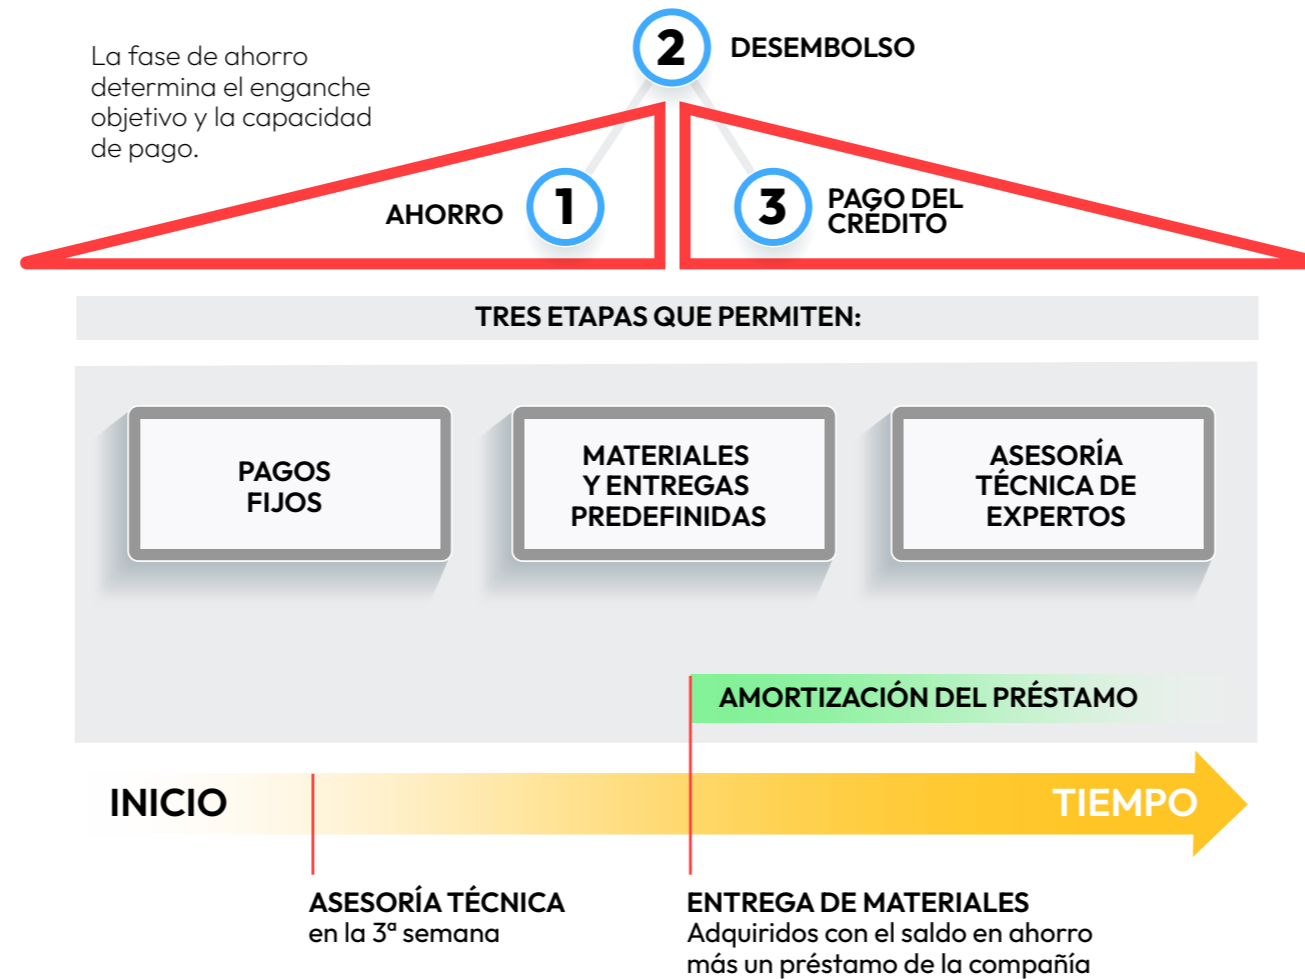 La fase de ahorro
determina el enganche
objetivo y la capacidad
de pago.
2
DESEMBOLSO
AHORRO
1
3
PAGO DEL
CRÉDITO
TRES ETAPAS QUE PERMITEN:
PAGOS
FIJOS
MATERIALES
Y ENTREGAS
PREDEFINIDAS
ASESORÍA
TÉCNICA DE
EXPERTOS
AMORTIZACIÓN DEL PRÉSTAMO
INICIO
TIEMPO
ASESORÍA TÉCNICA
en la 3ª semana
ENTREGA DE MATERIALES
Adquiridos con el saldo en ahorro
más un préstamo de la compañía